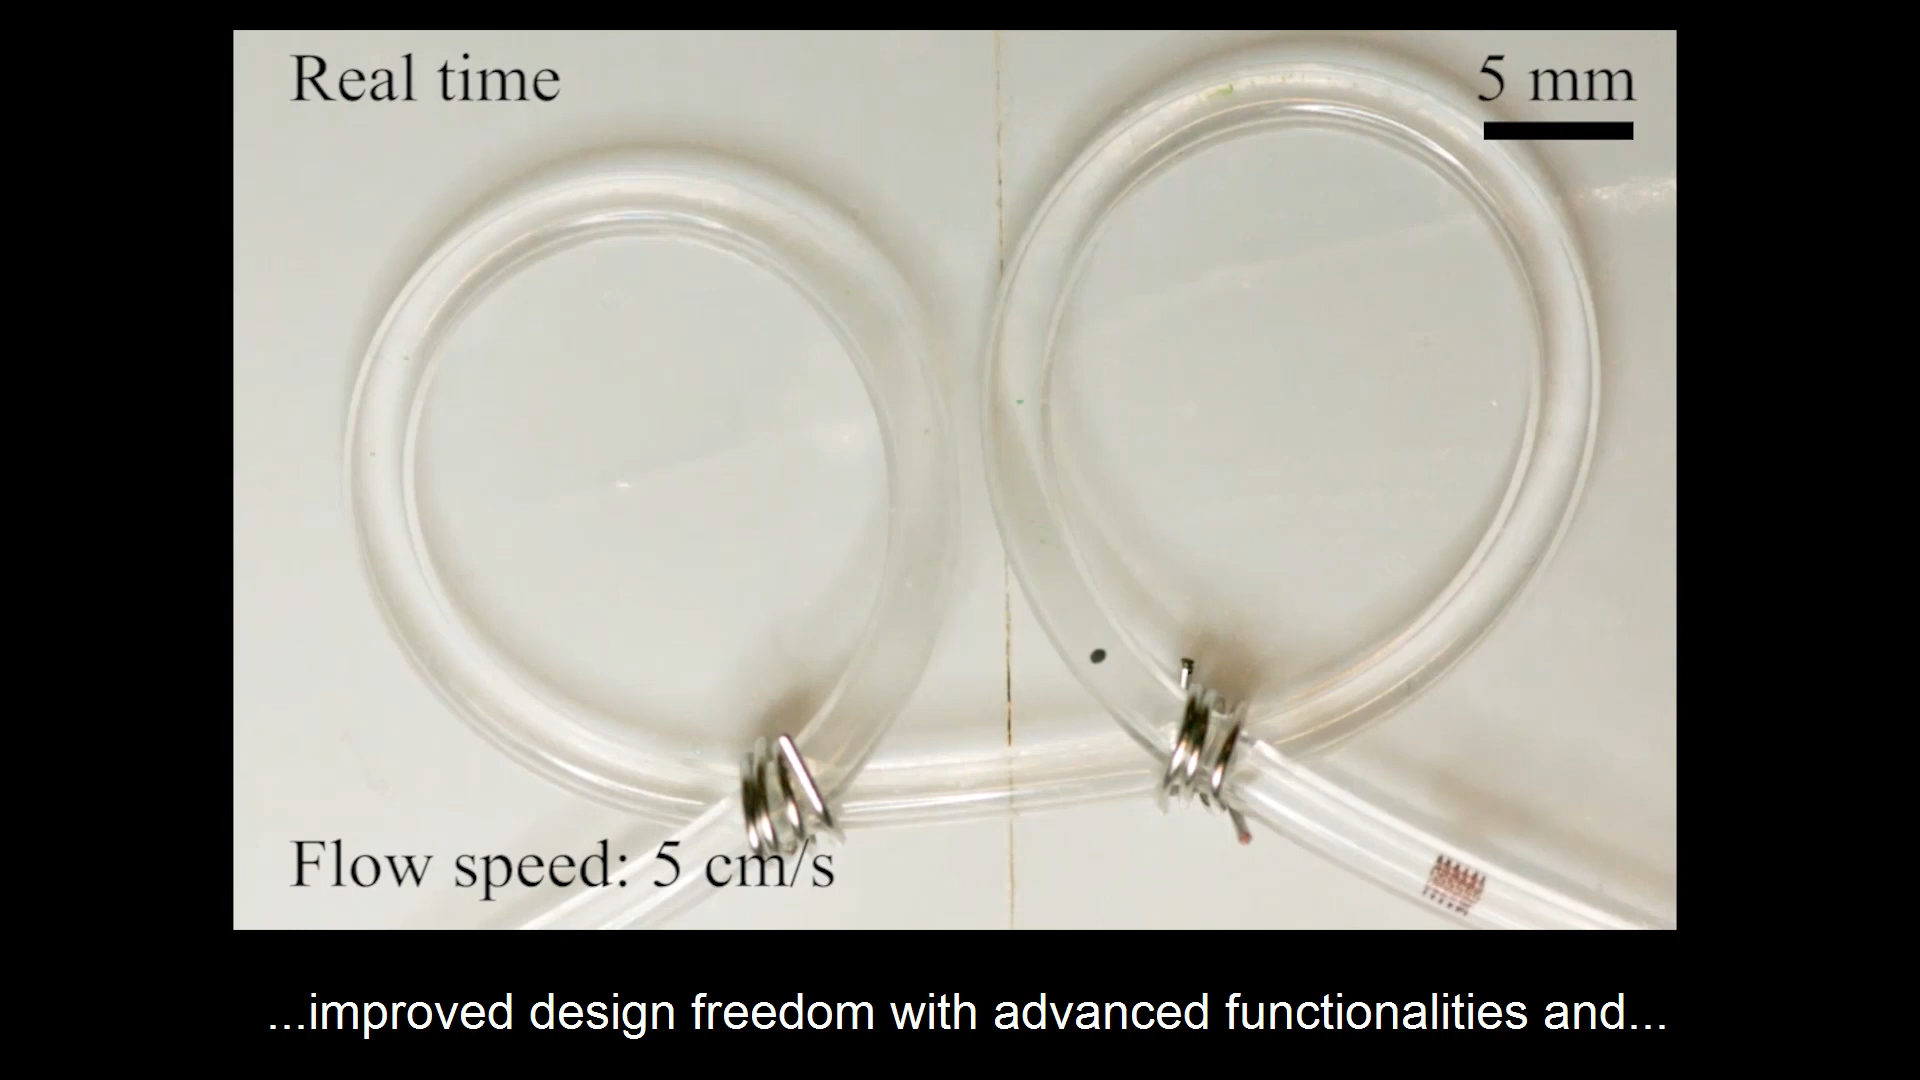 Real time
5 mm
Flow speed: 5 cm/s
...improved design freedom with advanced functionalities and...